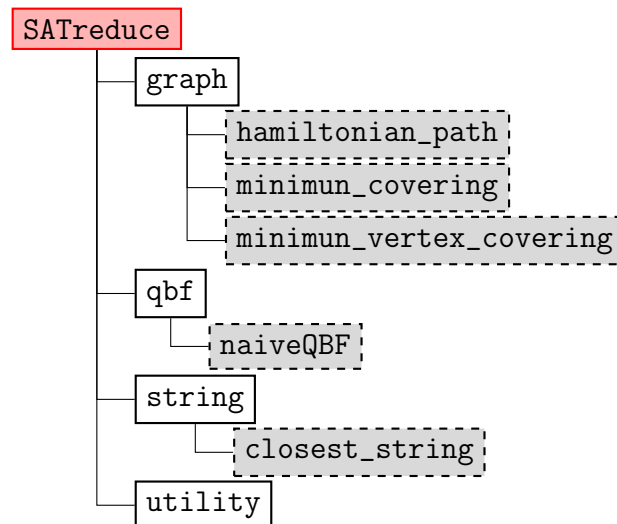 SATreduce
graph
hamiltonian_path
minimun_covering
minimun_vertex_covering
qbf
naiveQBF
string
closest_string
utility